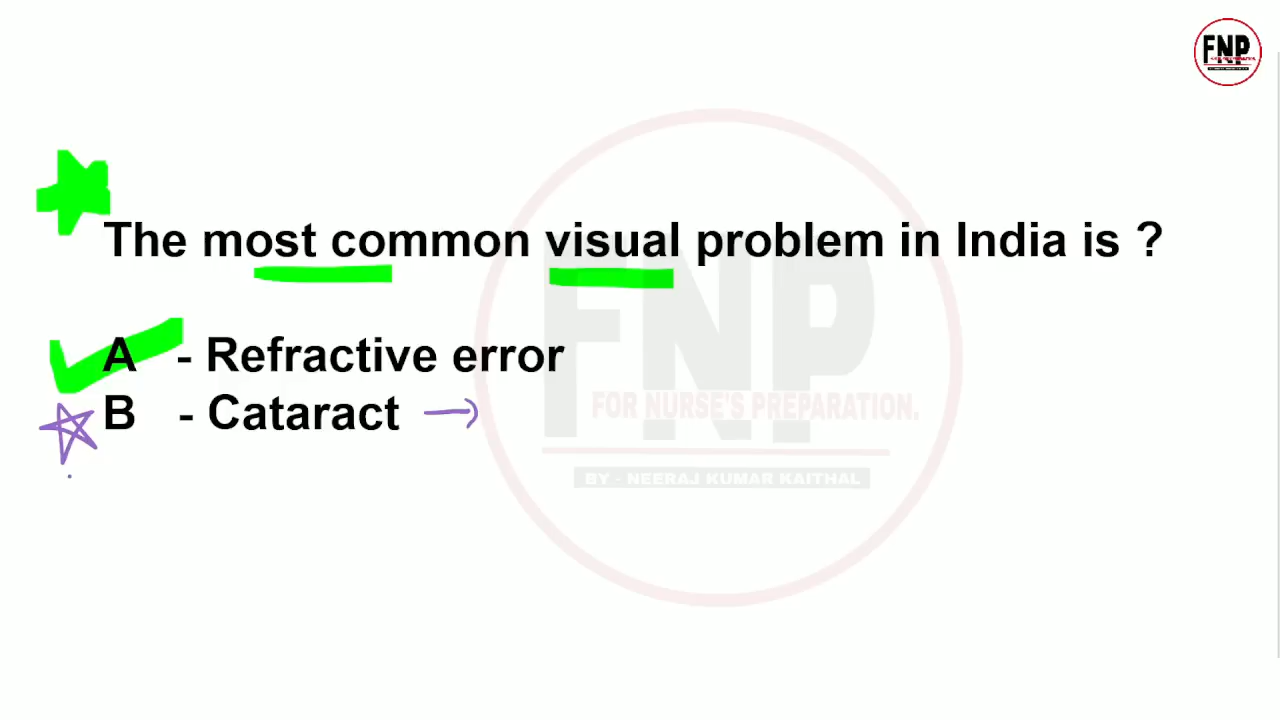 FNP
The most common visual problem in India is ?
A - Refractive error
B - Cataract
FNP
FOR NURSE'S PREPARATION.
BY - NEERAJ KUMAR KAITHAL